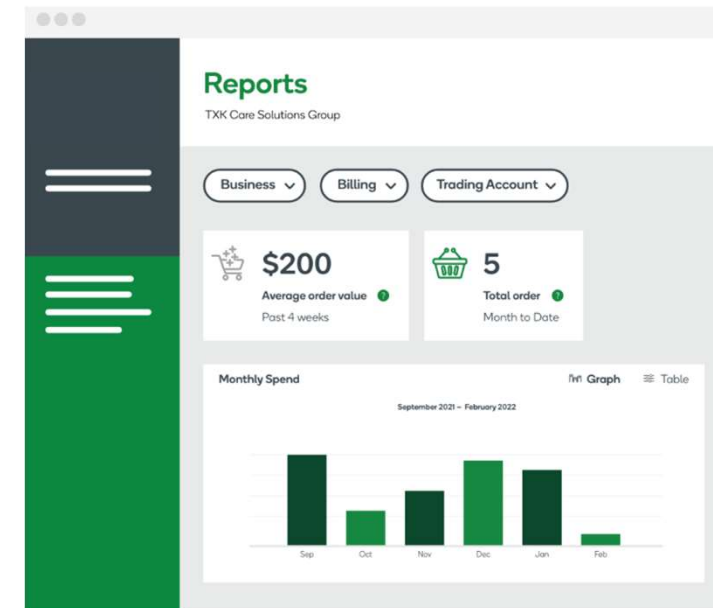 Reports
TXK Care Solutions Group
Business
Billing
Trading Account
$200
Average order value ?
Past 4 weeks
5
Total order ?
Month to Date
Monthly Spend
Graph
Table
September 2021 – February 2022
Sep Oct Nov Dec Jan Feb